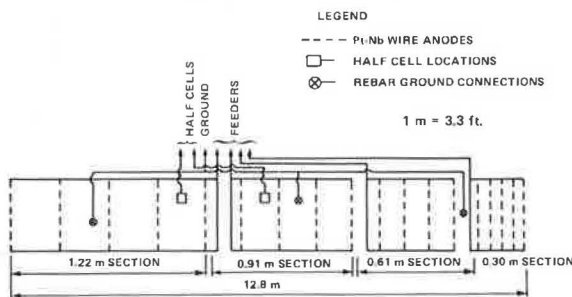 LEGEND
Pt-Nb WIRE ANODES
HALF CELL LOCATIONS
REBAR GROUND CONNECTIONS
1 m = 3.3 ft.
HALF CELLS
GROUND
FEEDERS
1.22 m SECTION
0.91 m SECTION
0.61 m SECTION
0.30 m SECTION
12.8 m